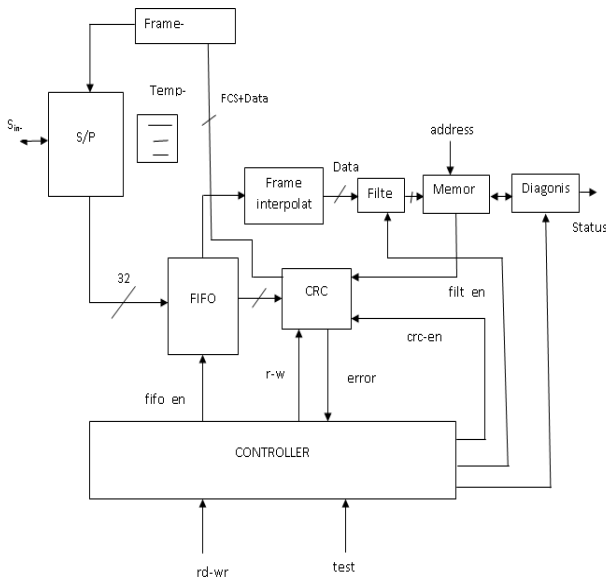 Frame-
Temp-
FCS+Data
S/P
Sin-
address
Data
Frame
interpolat
Filte
Memor
Diagonis
Status
32
FIFO
CRC
filt en
crc-en
r-w
error
fifo en
CONTROLLER
rd-wr
test